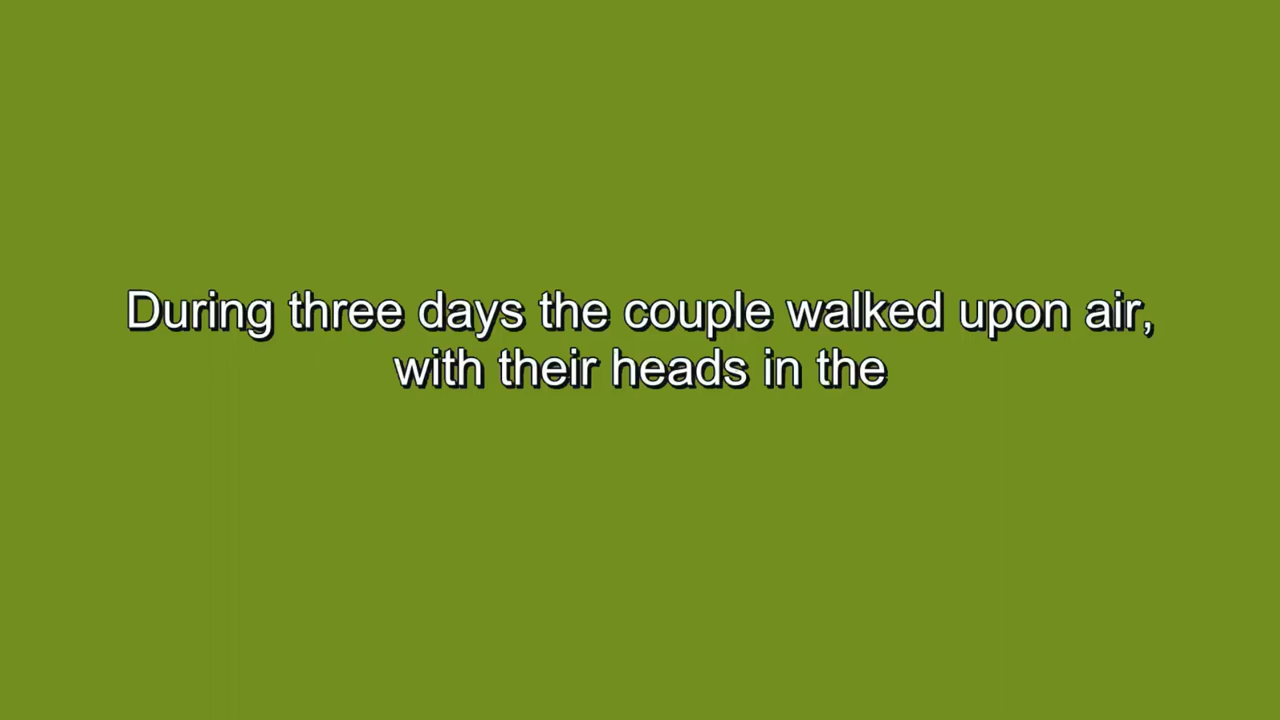 During three days the couple walked upon air,
with their heads in the